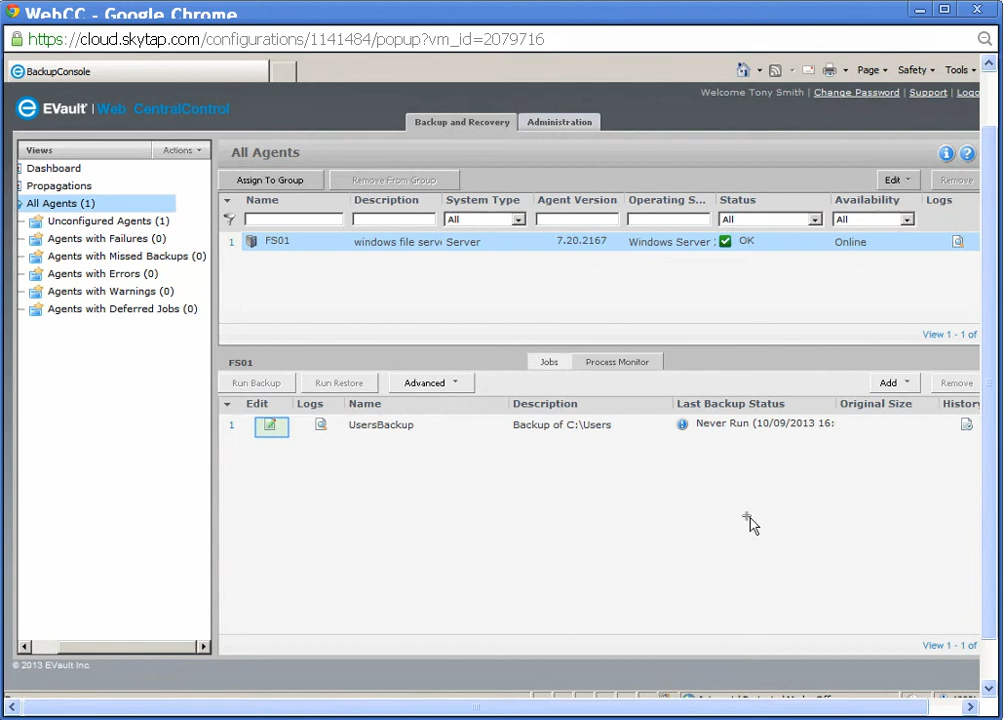 WebCC - Google Chrome
https://cloud.skytap.com/configurations/1141484/popup?vm_id=2079716
BackupConsole
Page Safety Tools
Welcome Tony Smith Change Password Support Logo
EVault Web CentralControl
Backup and Recovery Administration
Views Actions
All Agents
Dashboard
Propagations
All Agents (1)
Unconfigured Agents (1)
Agents with Failures (0)
Agents with Missed Backups (0)
Agents with Errors (0)
Agents with Warnings (0)
Agents with Deferred Jobs (0)
Assign To Group Remove From Group Edit Remove
Name Description System Type Agent Version Operating S... Status Availability Logs
All All All
1 FS01 windows file serve Server 7.20.2167 Windows Server OK Online
View 1 - 1 of
FS01 Jobs Process Monitor
Run Backup Run Restore Advanced Add Remove
Edit Logs Name Description Last Backup Status Original Size History
1 UsersBackup Backup of C:\Users Never Run (10/09/2013 16:
View 1 - 1 of
© 2013 EVault Inc.